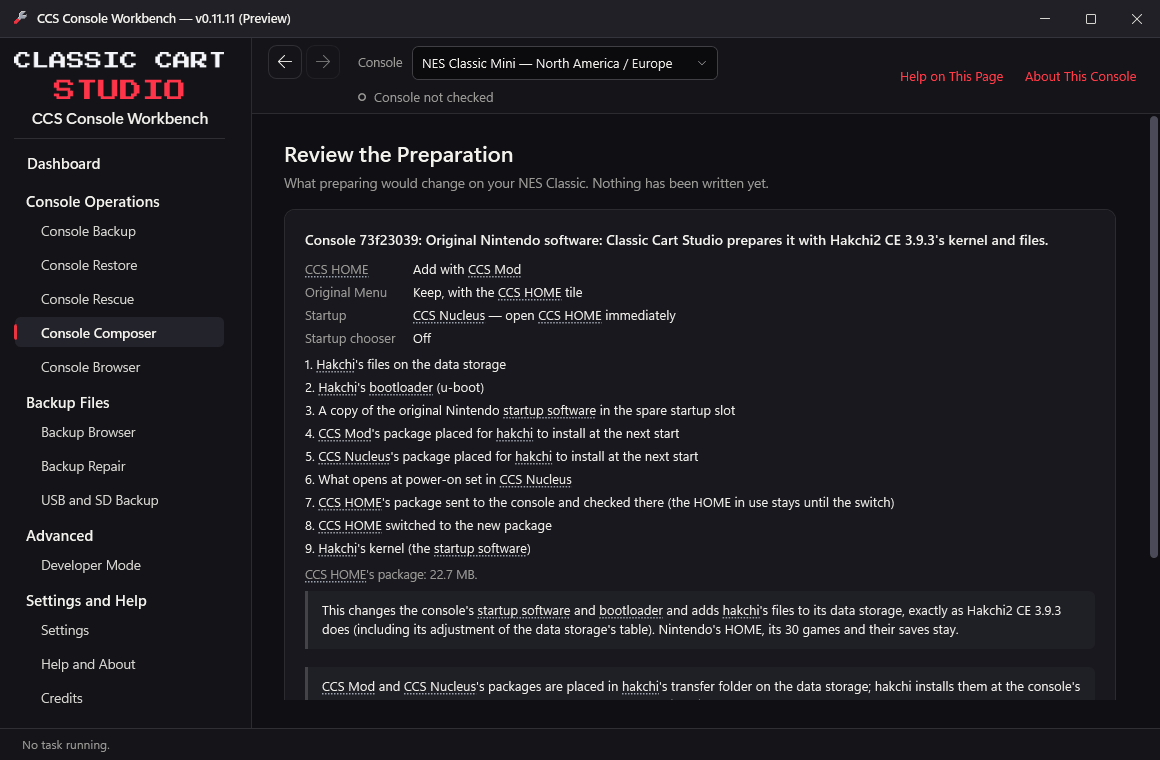 CCS Console Workbench — v0.11.11 (Preview)
CLASSIC CART
STUDIO
CCS Console Workbench
Dashboard
Console Operations
Console Backup
Console Restore
Console Rescue
Console Composer
Console Browser
Backup Files
Backup Browser
Backup Repair
USB and SD Backup
Advanced
Developer Mode
Settings and Help
Settings
Help and About
Credits
Console
NES Classic Mini — North America / Europe
Console not checked
Help on This Page
About This Console
Review the Preparation
What preparing would change on your NES Classic. Nothing has been written yet.
Console 73f23039: Original Nintendo software: Classic Cart Studio prepares it with Hakchi2 CE 3.9.3's kernel and files.
CCS HOME Add with CCS Mod
Original Menu Keep, with the CCS HOME tile
Startup CCS Nucleus — open CCS HOME immediately
Startup chooser Off
1. Hakchi's files on the data storage
2. Hakchi's bootloader (u-boot)
3. A copy of the original Nintendo startup software in the spare startup slot
4. CCS Mod's package placed for hakchi to install at the next start
5. CCS Nucleus's package placed for hakchi to install at the next start
6. What opens at power-on set in CCS Nucleus
7. CCS HOME's package sent to the console and checked there (the HOME in use stays until the switch)
8. CCS HOME switched to the new package
9. Hakchi's kernel (the startup software)
CCS HOME's package: 22.7 MB.
This changes the console's startup software and bootloader and adds hakchi's files to its data storage, exactly as Hakchi2 CE 3.9.3
does (including its adjustment of the data storage's table). Nintendo's HOME, its 30 games and their saves stay.
CCS Mod and CCS Nucleus's packages are placed in hakchi's transfer folder on the data storage; hakchi installs them at the console's
No task running.